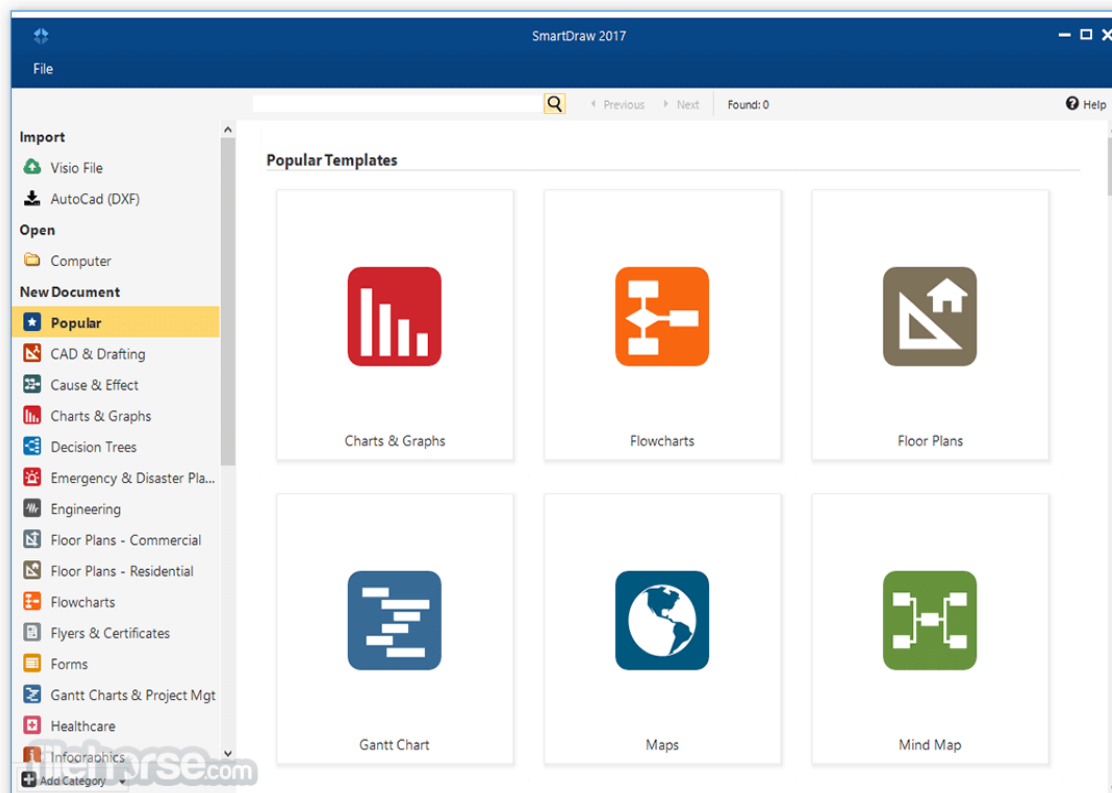 SmartDraw 2017
File
Previous
Next
Found: 0
Help
Import
Visio File
AutoCad (DXF)
Open
Computer
New Document
Popular
CAD & Drafting
Cause & Effect
Charts & Graphs
Decision Trees
Emergency & Disaster Pla...
Engineering
Floor Plans - Commercial
Floor Plans - Residential
Flowcharts
Flyers & Certificates
Forms
Gantt Charts & Project Mgt
Healthcare
Infographics
Add Category
filehorse.com
Popular Templates
Charts & Graphs
Flowcharts
Floor Plans
Gantt Chart
Maps
Mind Map